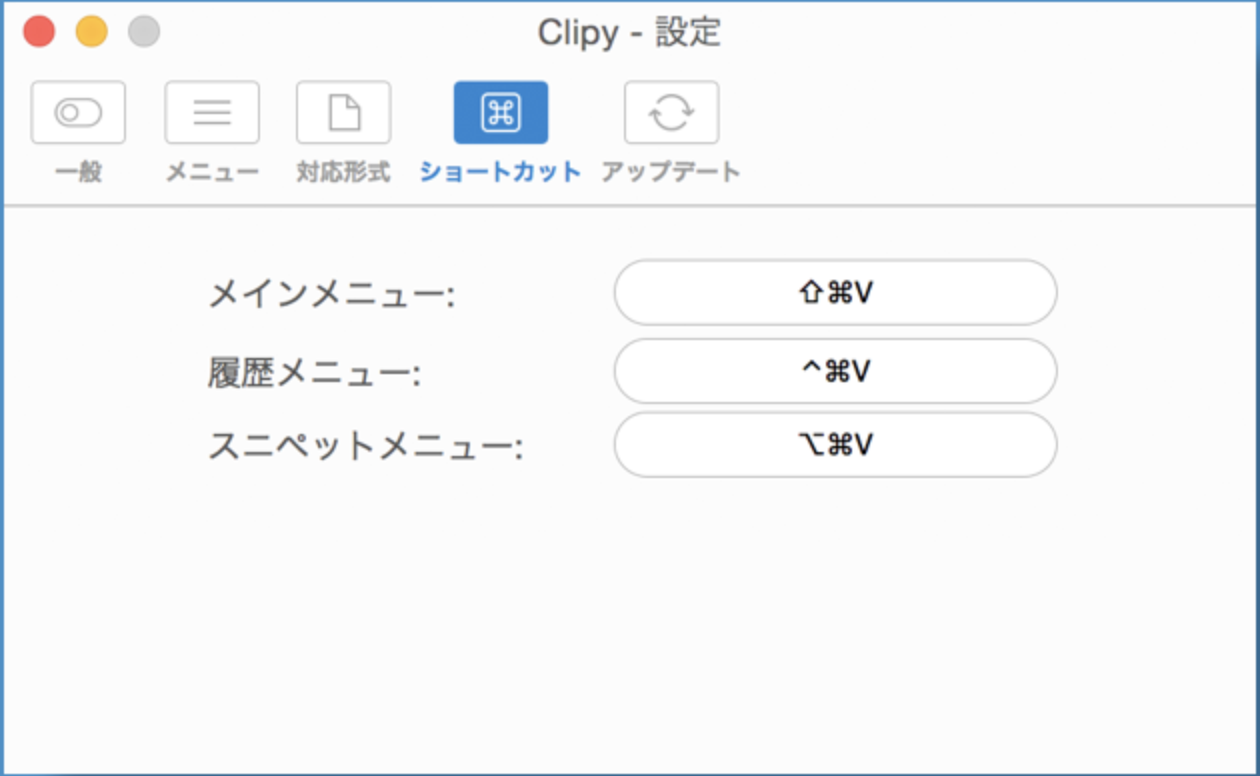 Clipy - 設定
一般 メニュー 対応形式 ショートカット アップデート
メインメニュー: ⇧⌘V
履歴メニュー: ^⌘V
スニペットメニュー: ⌥⌘V